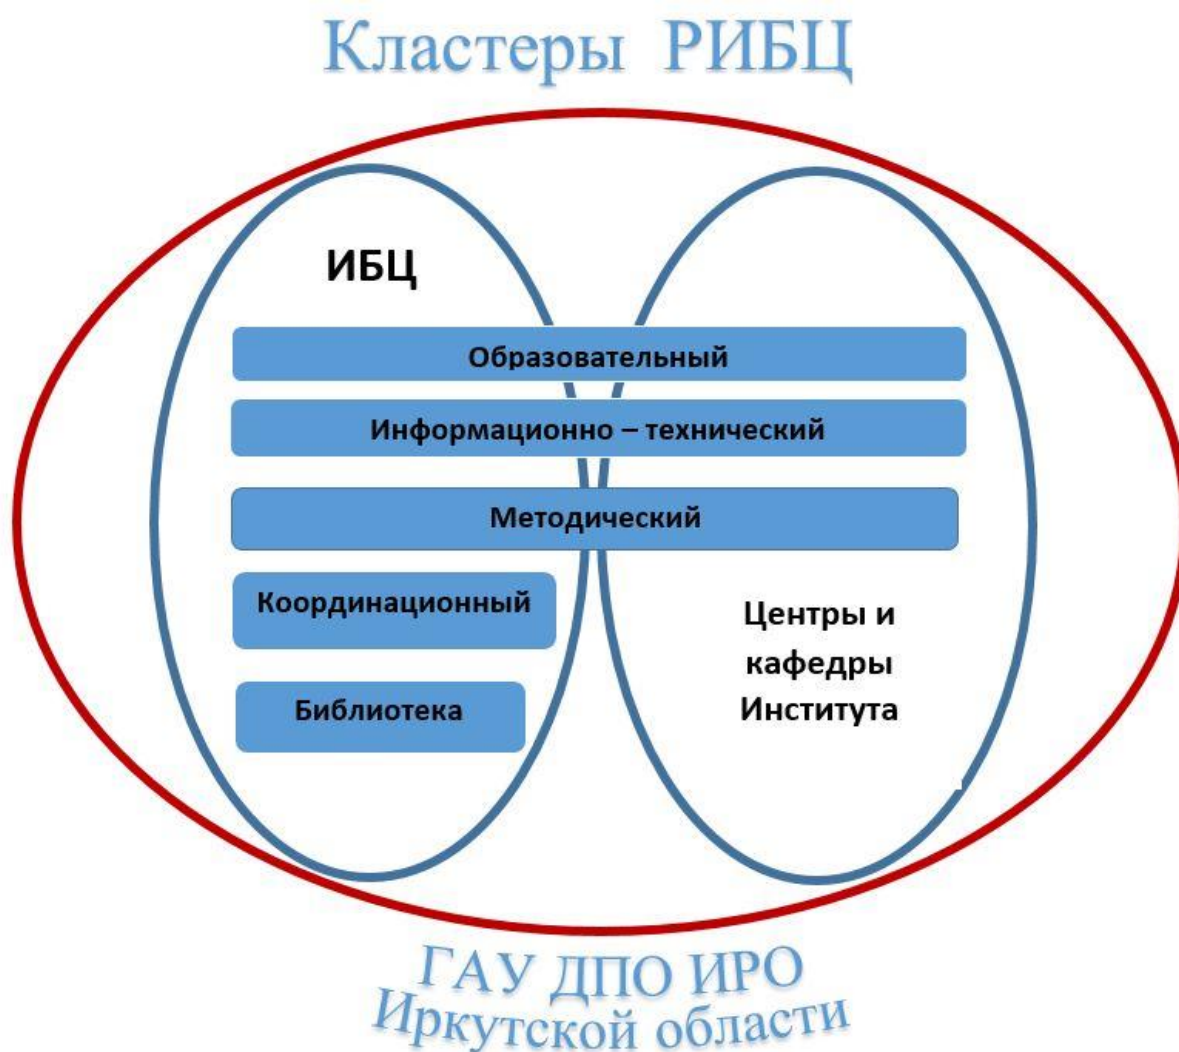 Кластеры РИБЦ
ИБЦ
Образовательный
Информационно – технический
Методический
Координационный
Библиотека
Центры и
кафедры
Института
ГАУ ДПО ИРО
Иркутской области